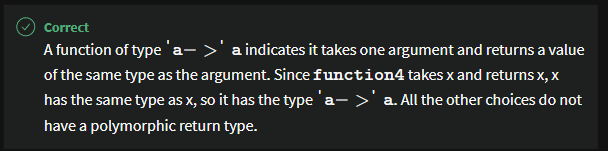 Correct
A function of type 'a− >' a indicates it takes one argument and returns a value
of the same type as the argument. Since function4 takes x and returns x, x
has the same type as x, so it has the type 'a− >' a. All the other choices do not
have a polymorphic return type.